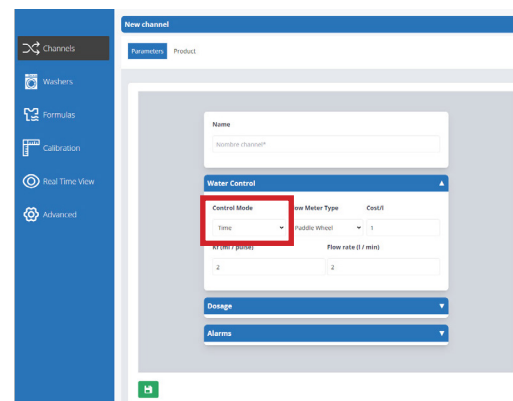 New channel
Channels
Washers
Formulas
Calibration
Real Time View
Advanced
Parameters Product
Name
Nombre channel*
Water Control
Control Mode ow Meter Type Cost/l
Time Paddle Wheel 1
Kf (ml / pulse) Flow rate (l / min)
2 2
Dosage
Alarms